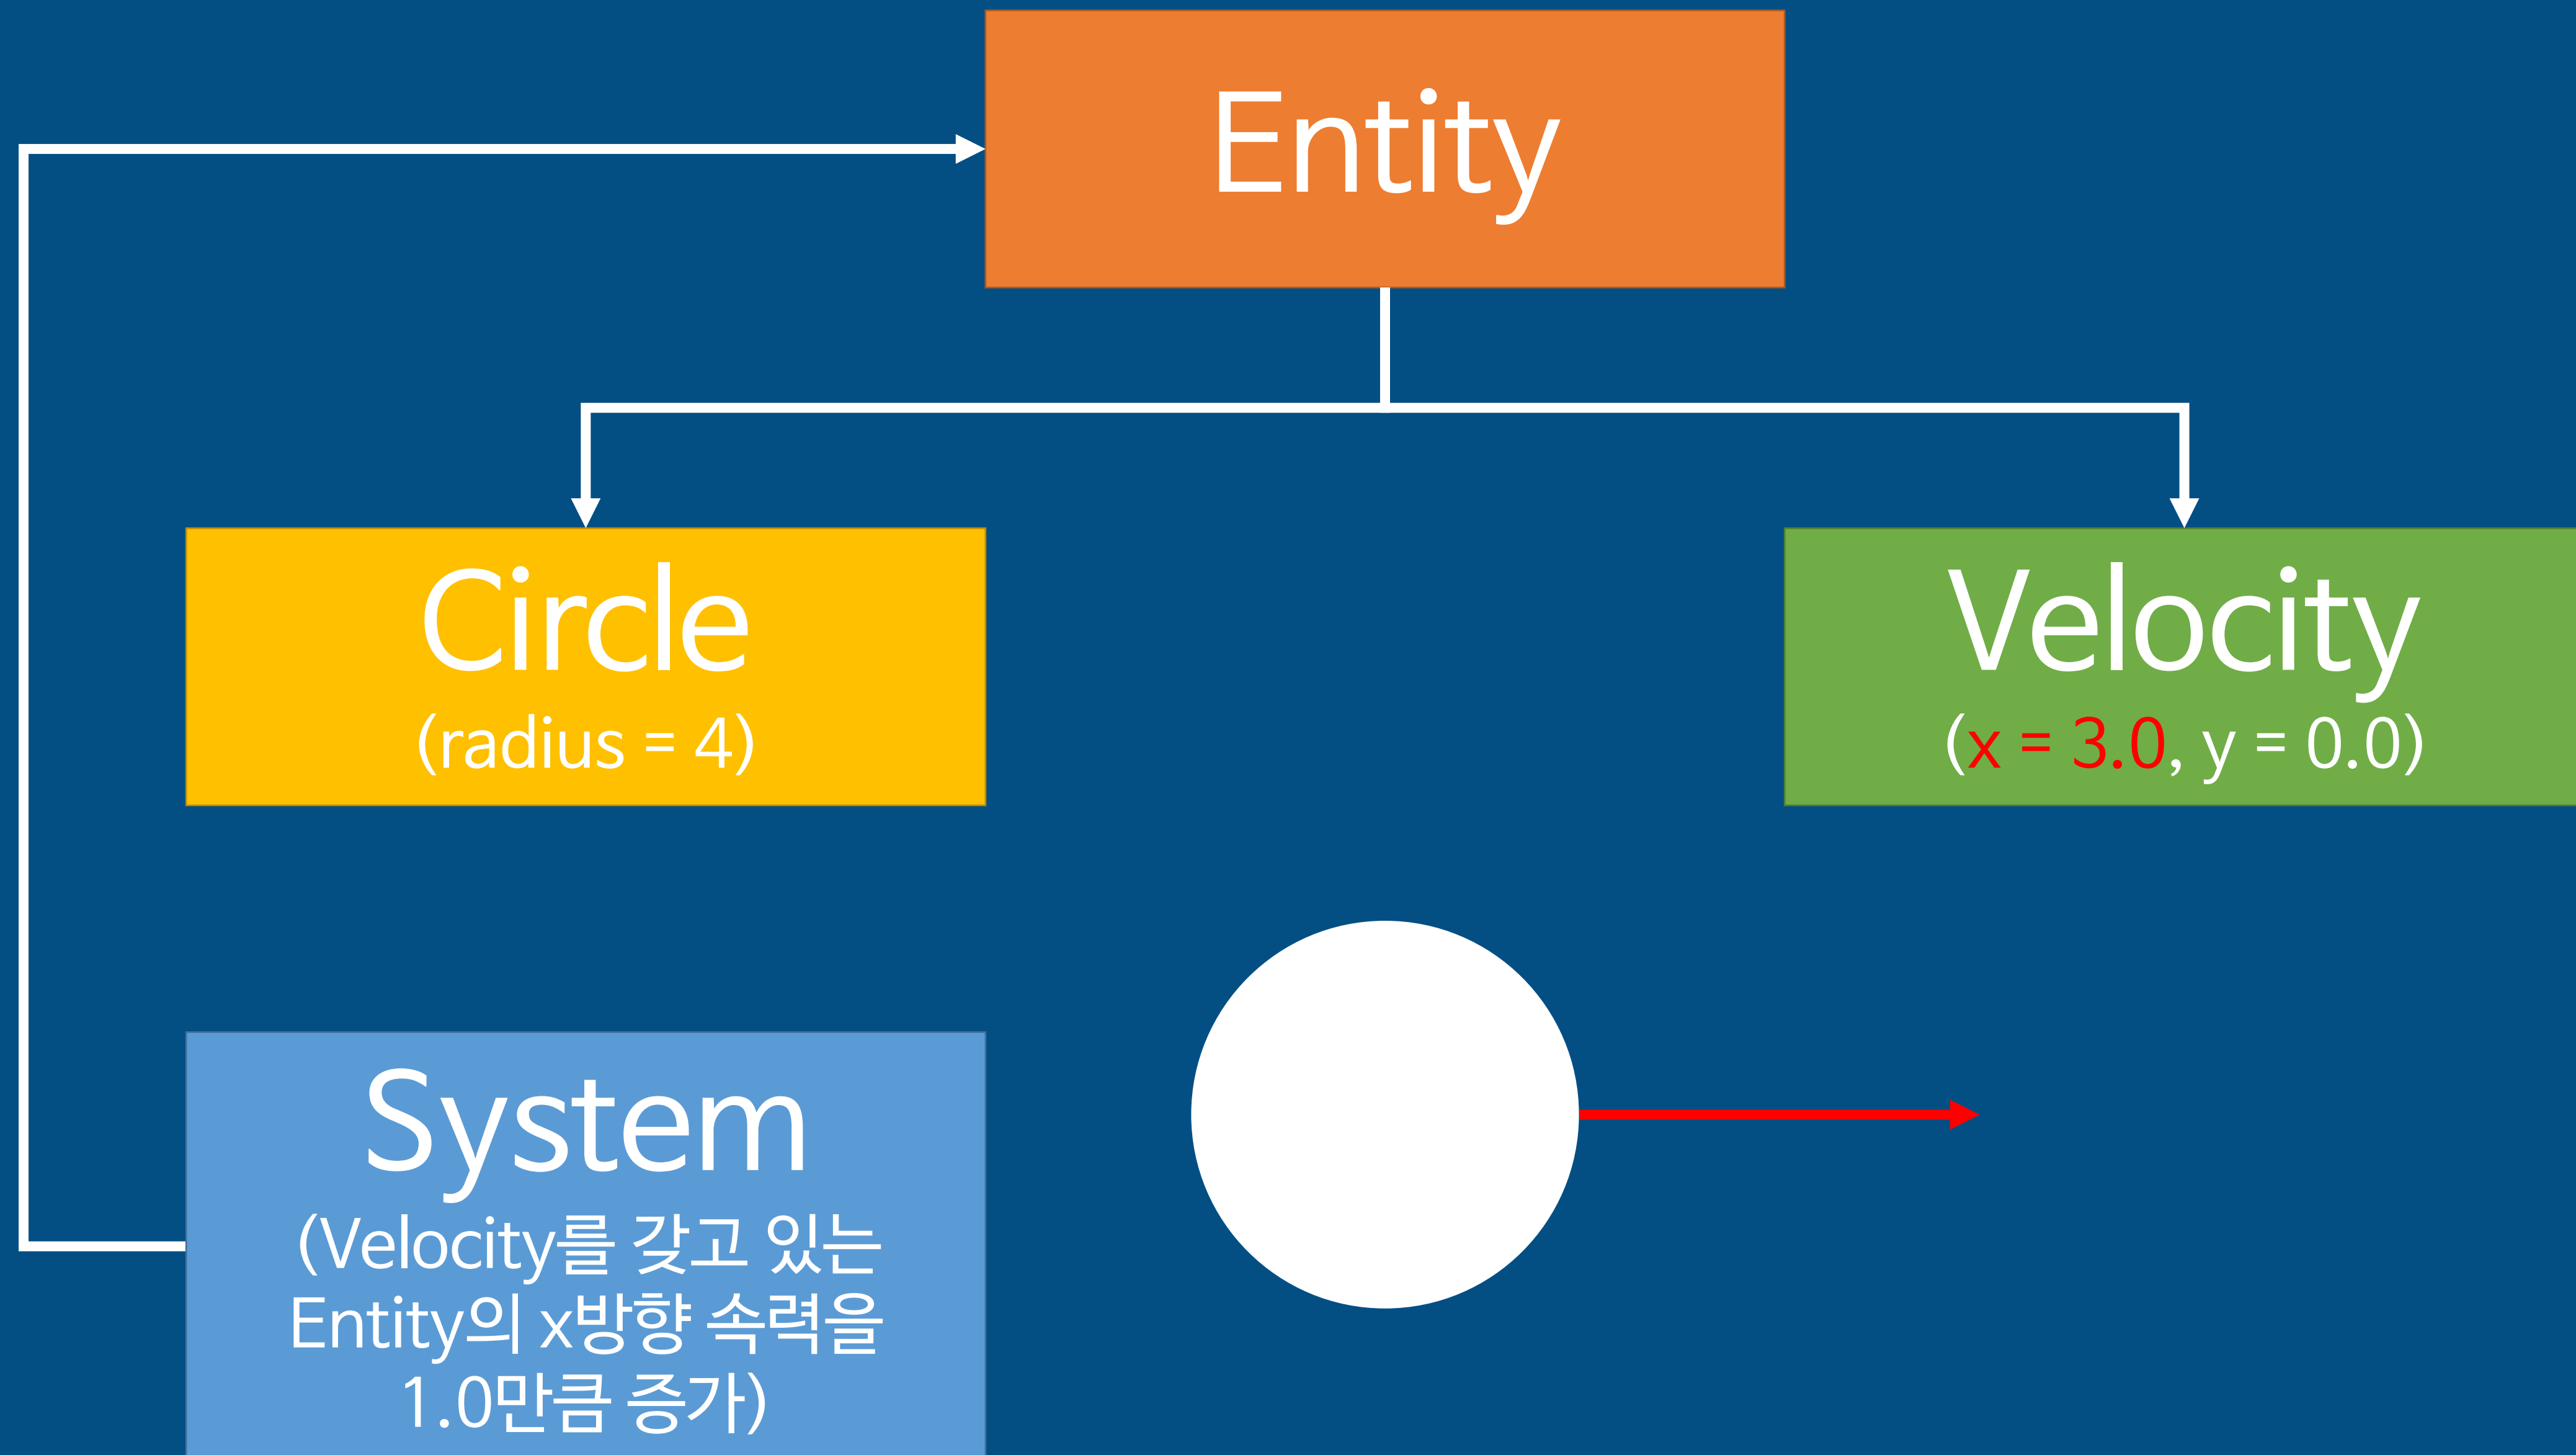 Entity
Circle
(radius = 4)
Velocity
(x = 3.0, y = 0.0)
System
(Velocity를 갖고 있는
Entity의 x방향 속력을
1.0만큼 증가)